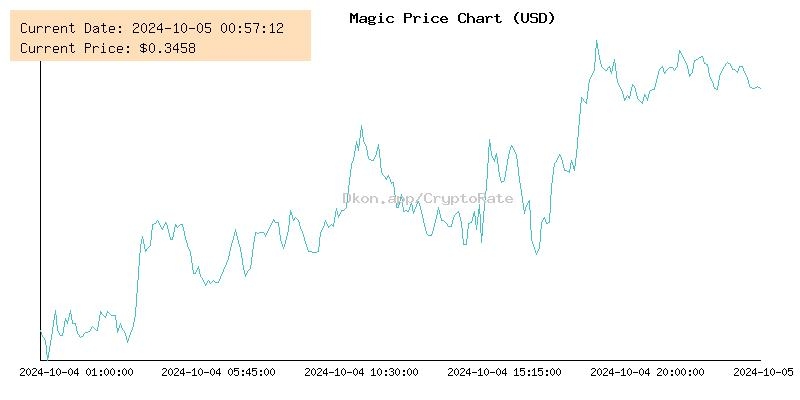 Magic Price Chart (USD)
Current Date: 2024-10-05 00:57:12
Current Price: $0.3458
Dkon.app/CryptoRate
2024-10-04 01:00:00 2024-10-04 05:45:00 2024-10-04 10:30:00 2024-10-04 15:15:00 2024-10-04 20:00:00 2024-10-05